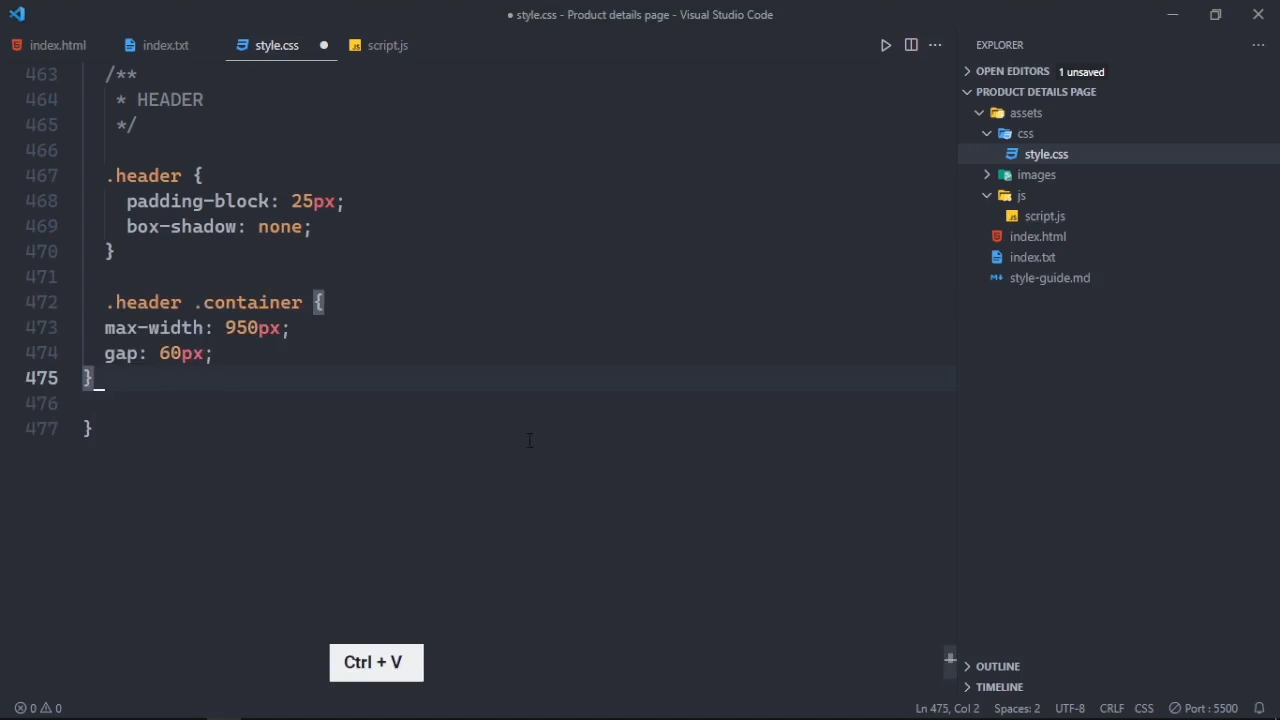 ● style.css - Product details page - Visual Studio Code
index.html
index.txt
style.css
script.js
463 /**
464 * HEADER
465 */
466
467 .header {
468 padding-block: 25px;
469 box-shadow: none;
470 }
471
472 .header .container {
473 max-width: 950px;
474 gap: 60px;
475 }
476
477 }
Ctrl + V
EXPLORER
OPEN EDITORS 1 unsaved
PRODUCT DETAILS PAGE
assets
css
style.css
images
js
JS script.js
index.html
index.txt
style-guide.md
OUTLINE
TIMELINE
0 0
Ln 475, Col 2 Spaces: 2 UTF-8 CRLF CSS Port : 5500